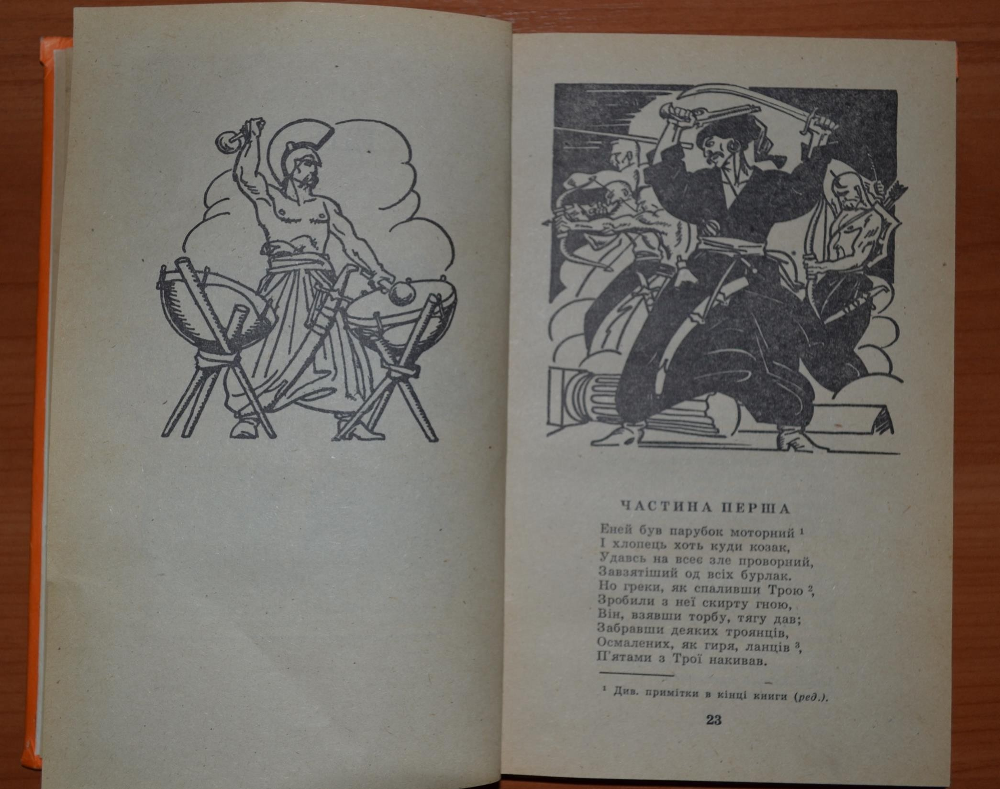 ЧАСТИНА ПЕРША
Еней був парубок моторний ¹
І хлопець хоть куди козак,
Удавсь на всеє зле проворний,
Завзятіший од всіх бурлак.
Но греки, як спаливши Трою ²,
Зробили з неї скирту гною,
Він, взявши торбу, тягу дав;
Забравши деяких троянців,
Осмалених, як гиря, ланців ³,
П'ятами з Трої накивав.
¹ Див. примітки в кінці книги (ред.).
23